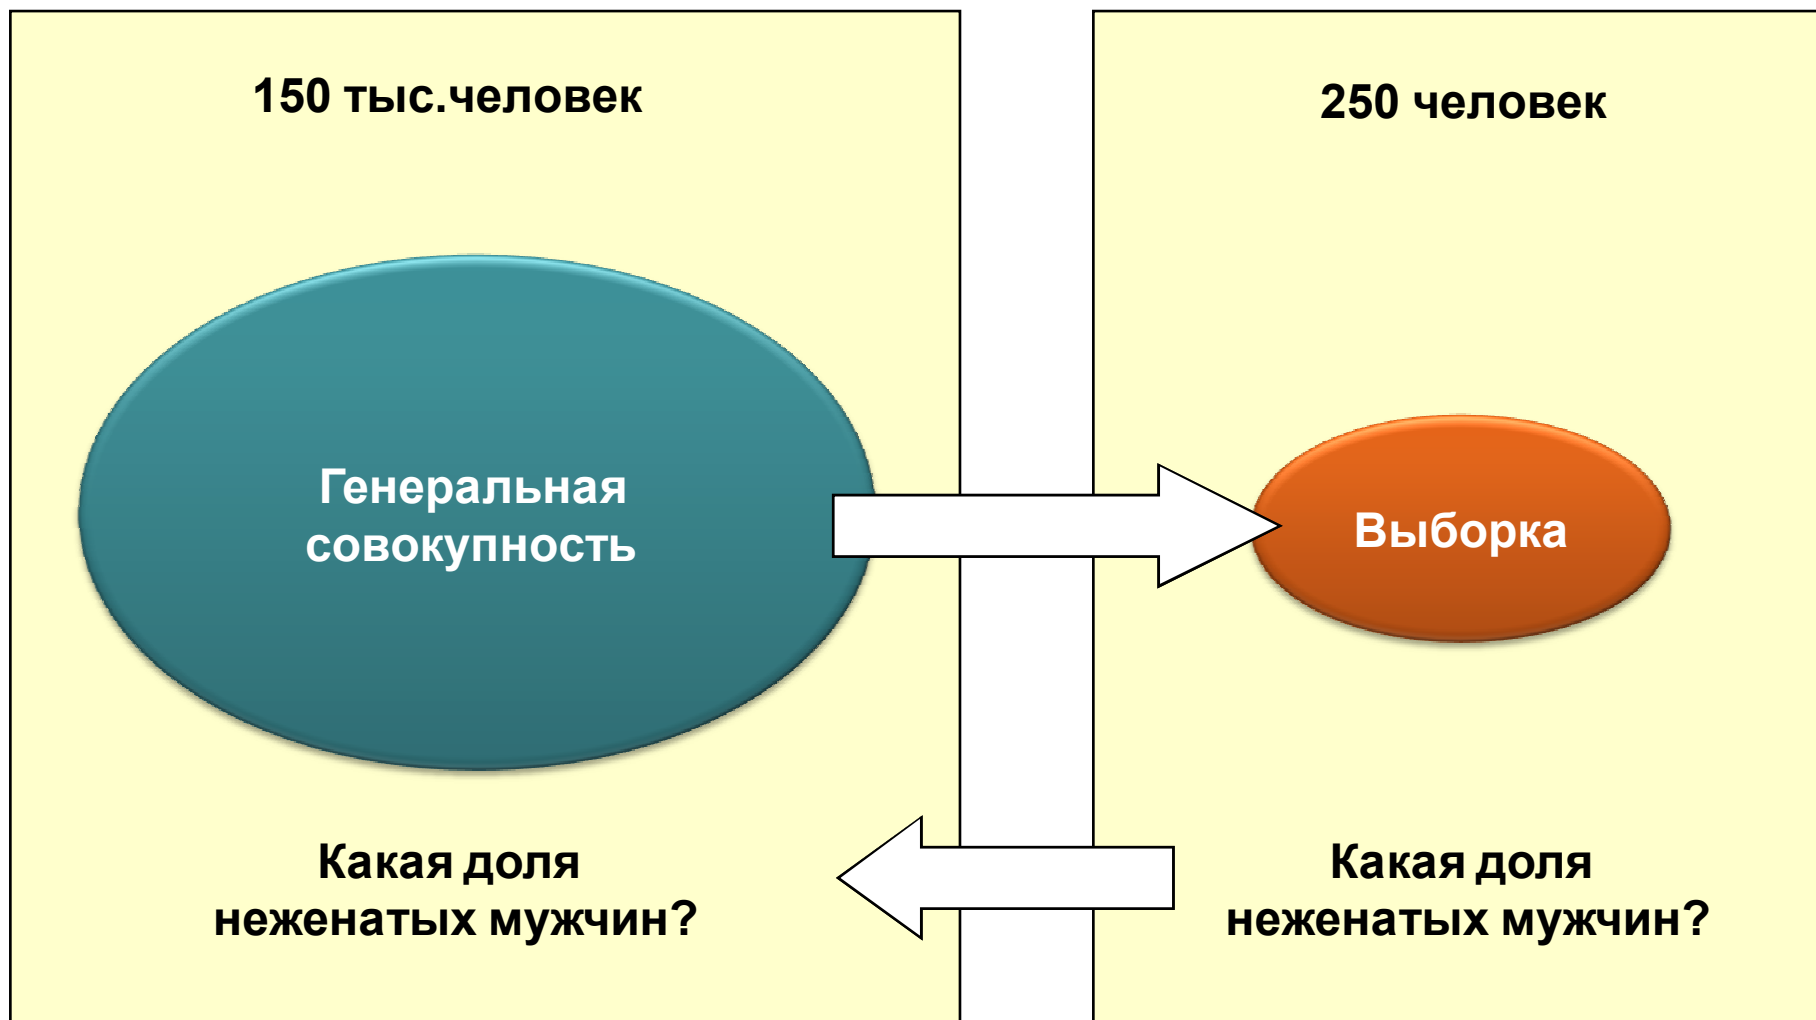 150 тыс.человек
Генеральная
совокупность
Какая доля
неженатых мужчин?
250 человек
Выборка
Какая доля
неженатых мужчин?